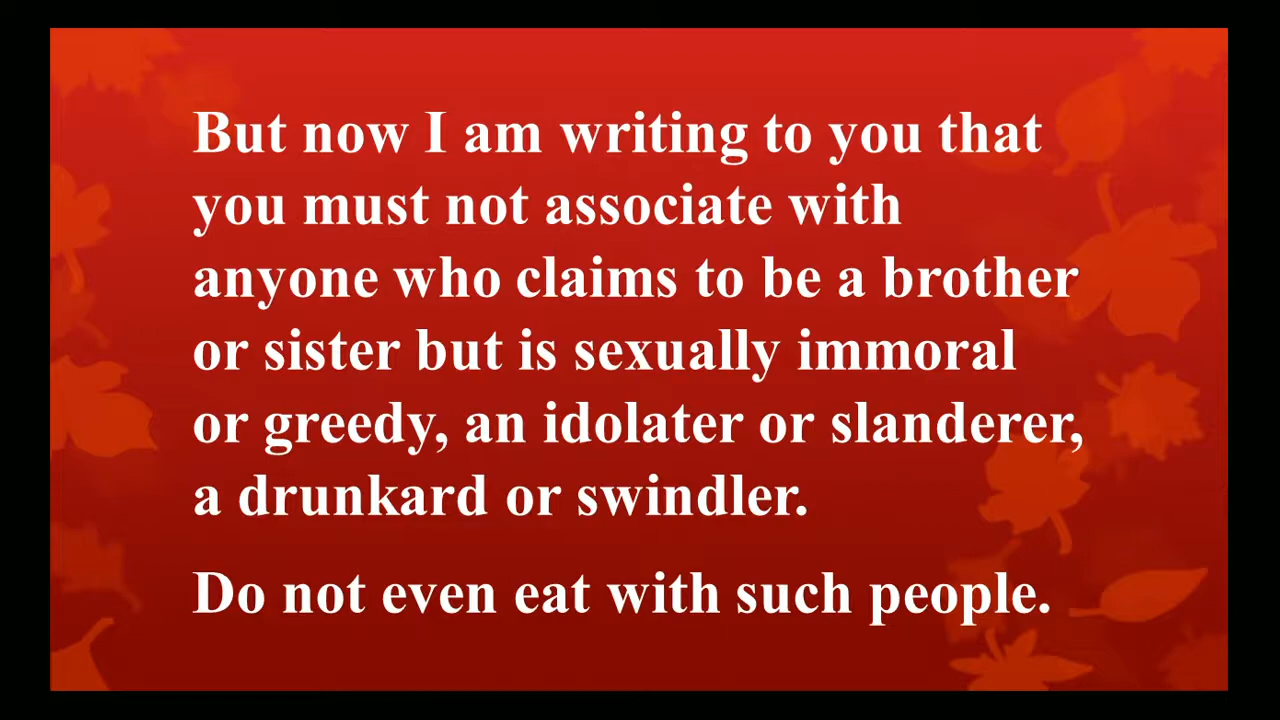 But now I am writing to you that
you must not associate with
anyone who claims to be a brother
or sister but is sexually immoral
or greedy, an idolater or slanderer,
a drunkard or swindler.
Do not even eat with such people.